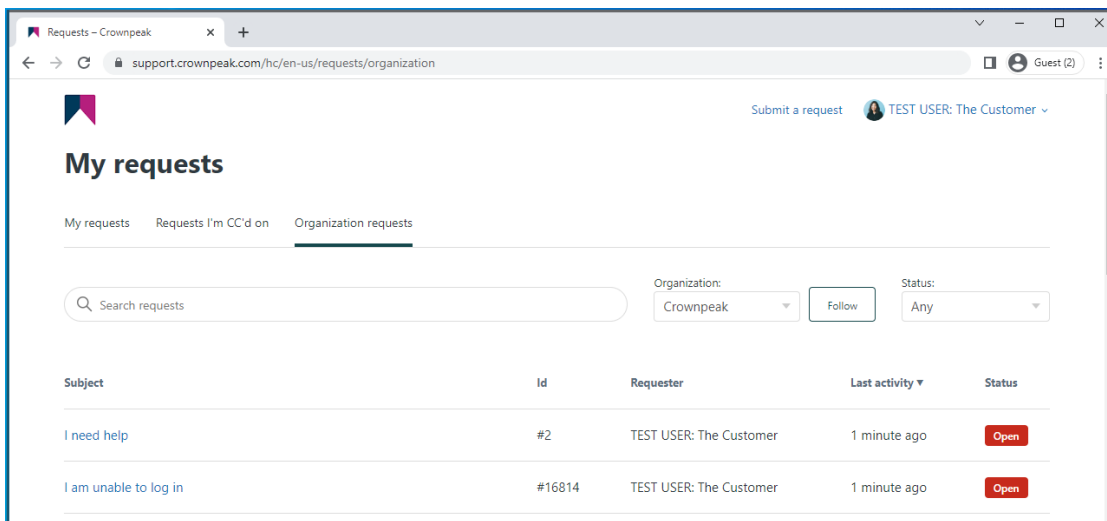 Requests – Crownpeak
support.crownpeak.com/hc/en-us/requests/organization
Guest (2)
Submit a request
TEST USER: The Customer
My requests
My requests Requests I'm CC'd on Organization requests
Organization:
Status:
Search requests
Crownpeak
Follow
Any
Subject Id Requester Last activity Status
I need help #2 TEST USER: The Customer 1 minute ago Open
I am unable to log in #16814 TEST USER: The Customer 1 minute ago Open